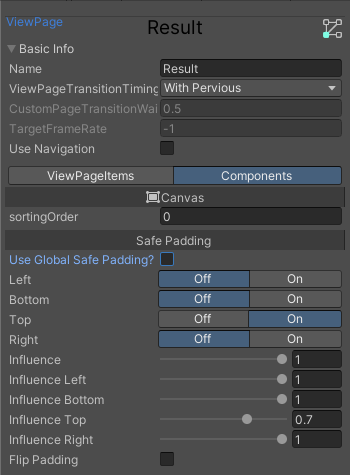 ViewPage
Result
Basic Info
Name Result
ViewPageTransitionTiming With Pervious
CustomPageTransitionWai 0.5
TargetFrameRate -1
Use Navigation
ViewPageItems Components
Canvas
sortingOrder 0
Safe Padding
Use Global Safe Padding?
Left Off On
Bottom Off On
Top Off On
Right Off On
Influence 1
Influence Left 1
Influence Bottom 1
Influence Top 0.7
Influence Right 1
Flip Padding